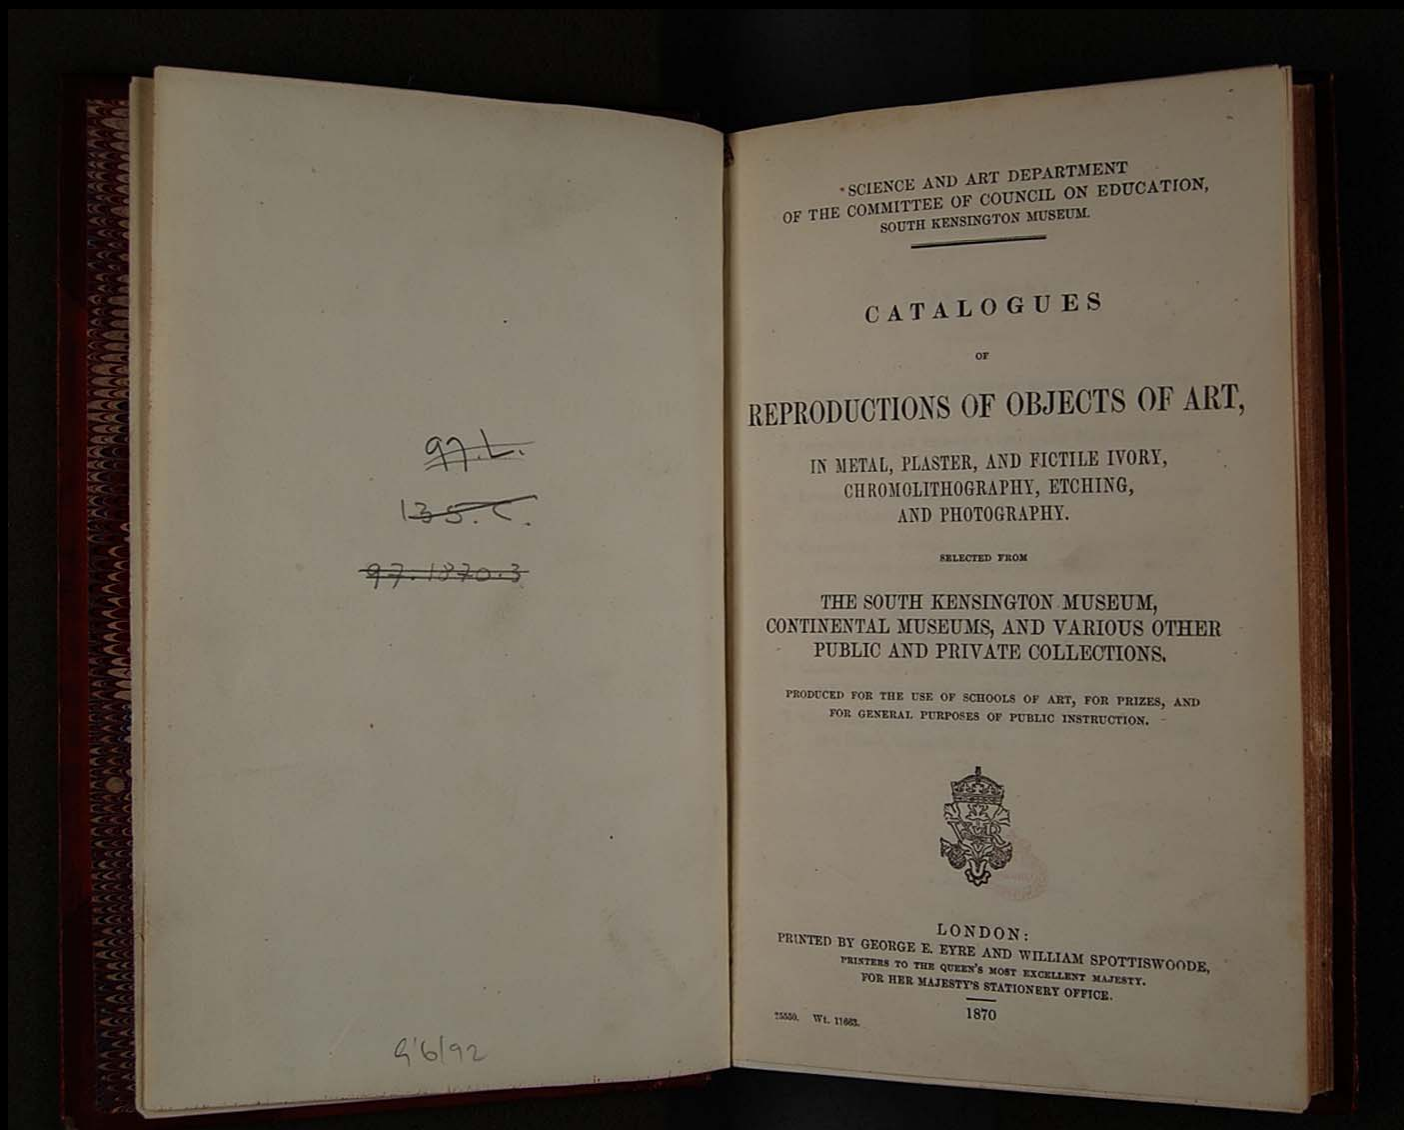 97.L.
135.C.
97.1870.3
9/6/92
SCIENCE AND ART DEPARTMENT
OF THE COMMITTEE OF COUNCIL ON EDUCATION,
SOUTH KENSINGTON MUSEUM.
CATALOGUES
OF
REPRODUCTIONS OF OBJECTS OF ART,
IN METAL, PLASTER, AND FICTILE IVORY,
CHROMOLITHOGRAPHY, ETCHING,
AND PHOTOGRAPHY.
SELECTED FROM
THE SOUTH KENSINGTON MUSEUM,
CONTINENTAL MUSEUMS, AND VARIOUS OTHER
PUBLIC AND PRIVATE COLLECTIONS.
PRODUCED FOR THE USE OF SCHOOLS OF ART, FOR PRIZES, AND
FOR GENERAL PURPOSES OF PUBLIC INSTRUCTION.
LONDON:
PRINTED BY GEORGE E. EYRE AND WILLIAM SPOTTISWOODE,
PRINTERS TO THE QUEEN'S MOST EXCELLENT MAJESTY.
FOR HER MAJESTY'S STATIONERY OFFICE.
1870
25550. Wt. 11663.